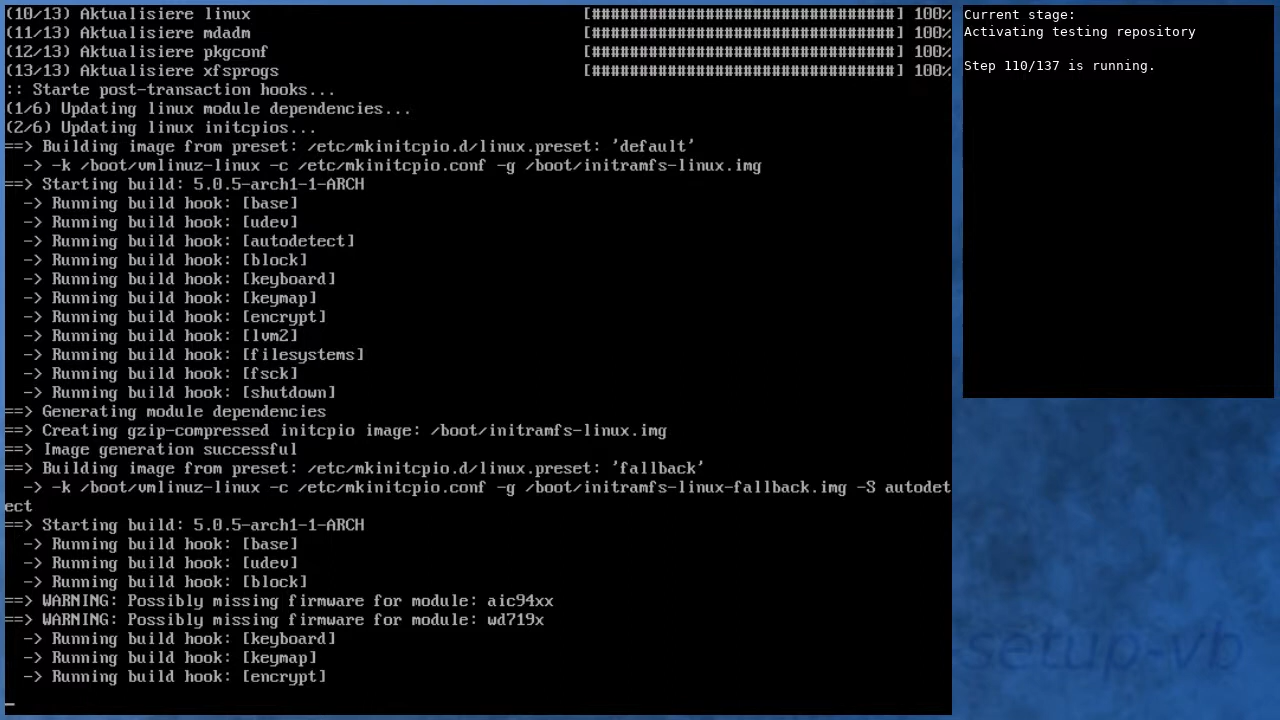 (10/13) Aktualisiere linux [################################] 100%
(11/13) Aktualisiere mdadm [################################] 100%
(12/13) Aktualisiere pkgconf [################################] 100%
(13/13) Aktualisiere xfsprogs [################################] 100%
:: Starte post-transaction hooks...
(1/6) Updating linux module dependencies...
(2/6) Updating linux initcpios...
==> Building image from preset: /etc/mkinitcpio.d/linux.preset: 'default'
  -> -k /boot/vmlinuz-linux -c /etc/mkinitcpio.conf -g /boot/initramfs-linux.img
==> Starting build: 5.0.5-arch1-1-ARCH
  -> Running build hook: [base]
  -> Running build hook: [udev]
  -> Running build hook: [autodetect]
  -> Running build hook: [block]
  -> Running build hook: [keyboard]
  -> Running build hook: [keymap]
  -> Running build hook: [encrypt]
  -> Running build hook: [lvm2]
  -> Running build hook: [filesystems]
  -> Running build hook: [fsck]
  -> Running build hook: [shutdown]
==> Generating module dependencies
==> Creating gzip-compressed initcpio image: /boot/initramfs-linux.img
==> Image generation successful
==> Building image from preset: /etc/mkinitcpio.d/linux.preset: 'fallback'
  -> -k /boot/vmlinuz-linux -c /etc/mkinitcpio.conf -g /boot/initramfs-linux-fallback.img -S autodet
ect
==> Starting build: 5.0.5-arch1-1-ARCH
  -> Running build hook: [base]
  -> Running build hook: [udev]
  -> Running build hook: [block]
==> WARNING: Possibly missing firmware for module: aic94xx
==> WARNING: Possibly missing firmware for module: wd719x
  -> Running build hook: [keyboard]
  -> Running build hook: [keymap]
  -> Running build hook: [encrypt]
_
Current stage:
Activating testing repository
Step 110/137 is running.
setup-vb